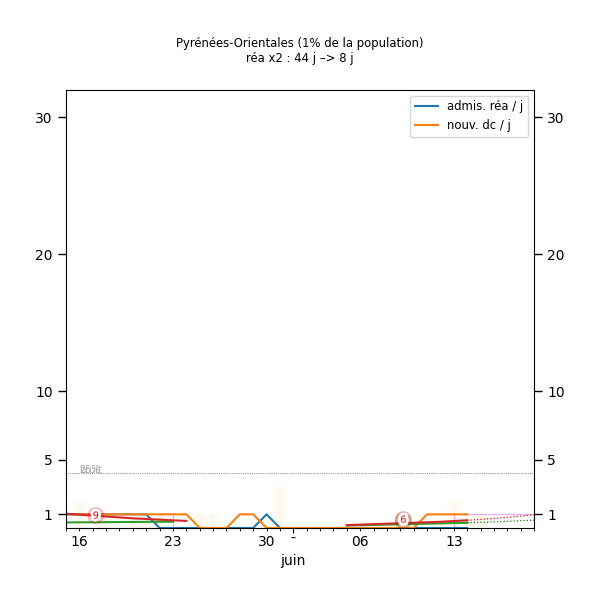 Pyrénées-Orientales (1% de la population)
réa x2 : 44 j –> 8 j
admis. réa / j
nouv. dc / j
30 30
20 20
10 10
5 5
1 1
9
6
16 23 30 - 06 13
juin